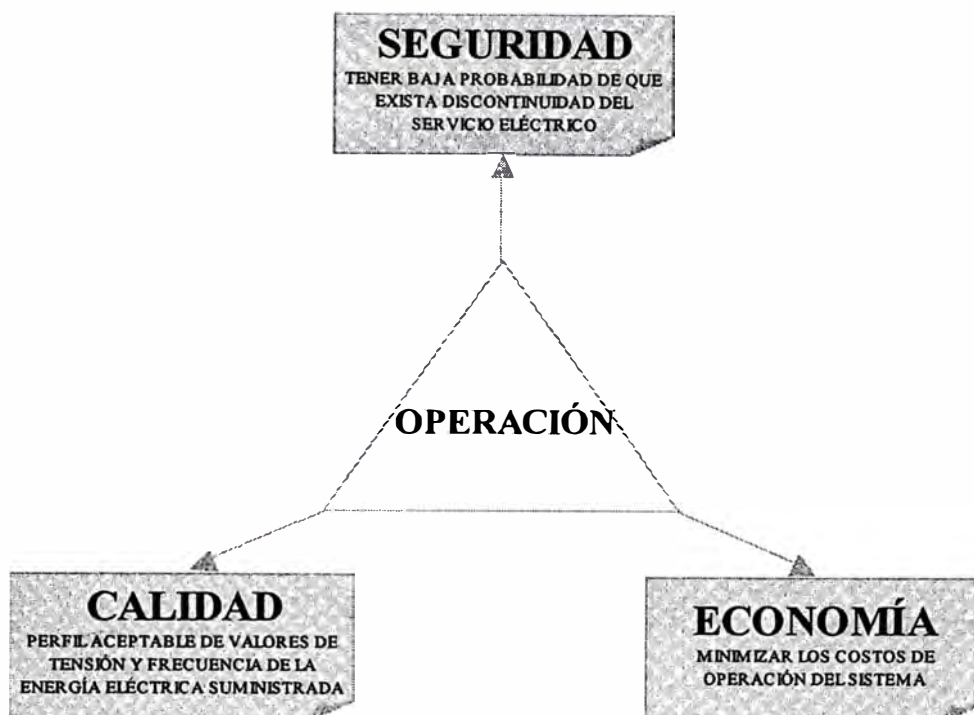 SEGURIDAD
TENER BAJA PROBABILIDAD DE QUE
EXISTA DISCONTINUIDAD DEL
SERVICIO ELÉCTRICO
OPERACIÓN
CALIDAD
PERFIL ACEPTABLE DE VALORES DE
TENSIÓN Y FRECUENCIA DE LA
ENERGÍA ELÉCTRICA SUMINISTRADA
ECONOMÍA
MINIMIZAR LOS COSTOS DE
OPERACIÓN DEL SISTEMA